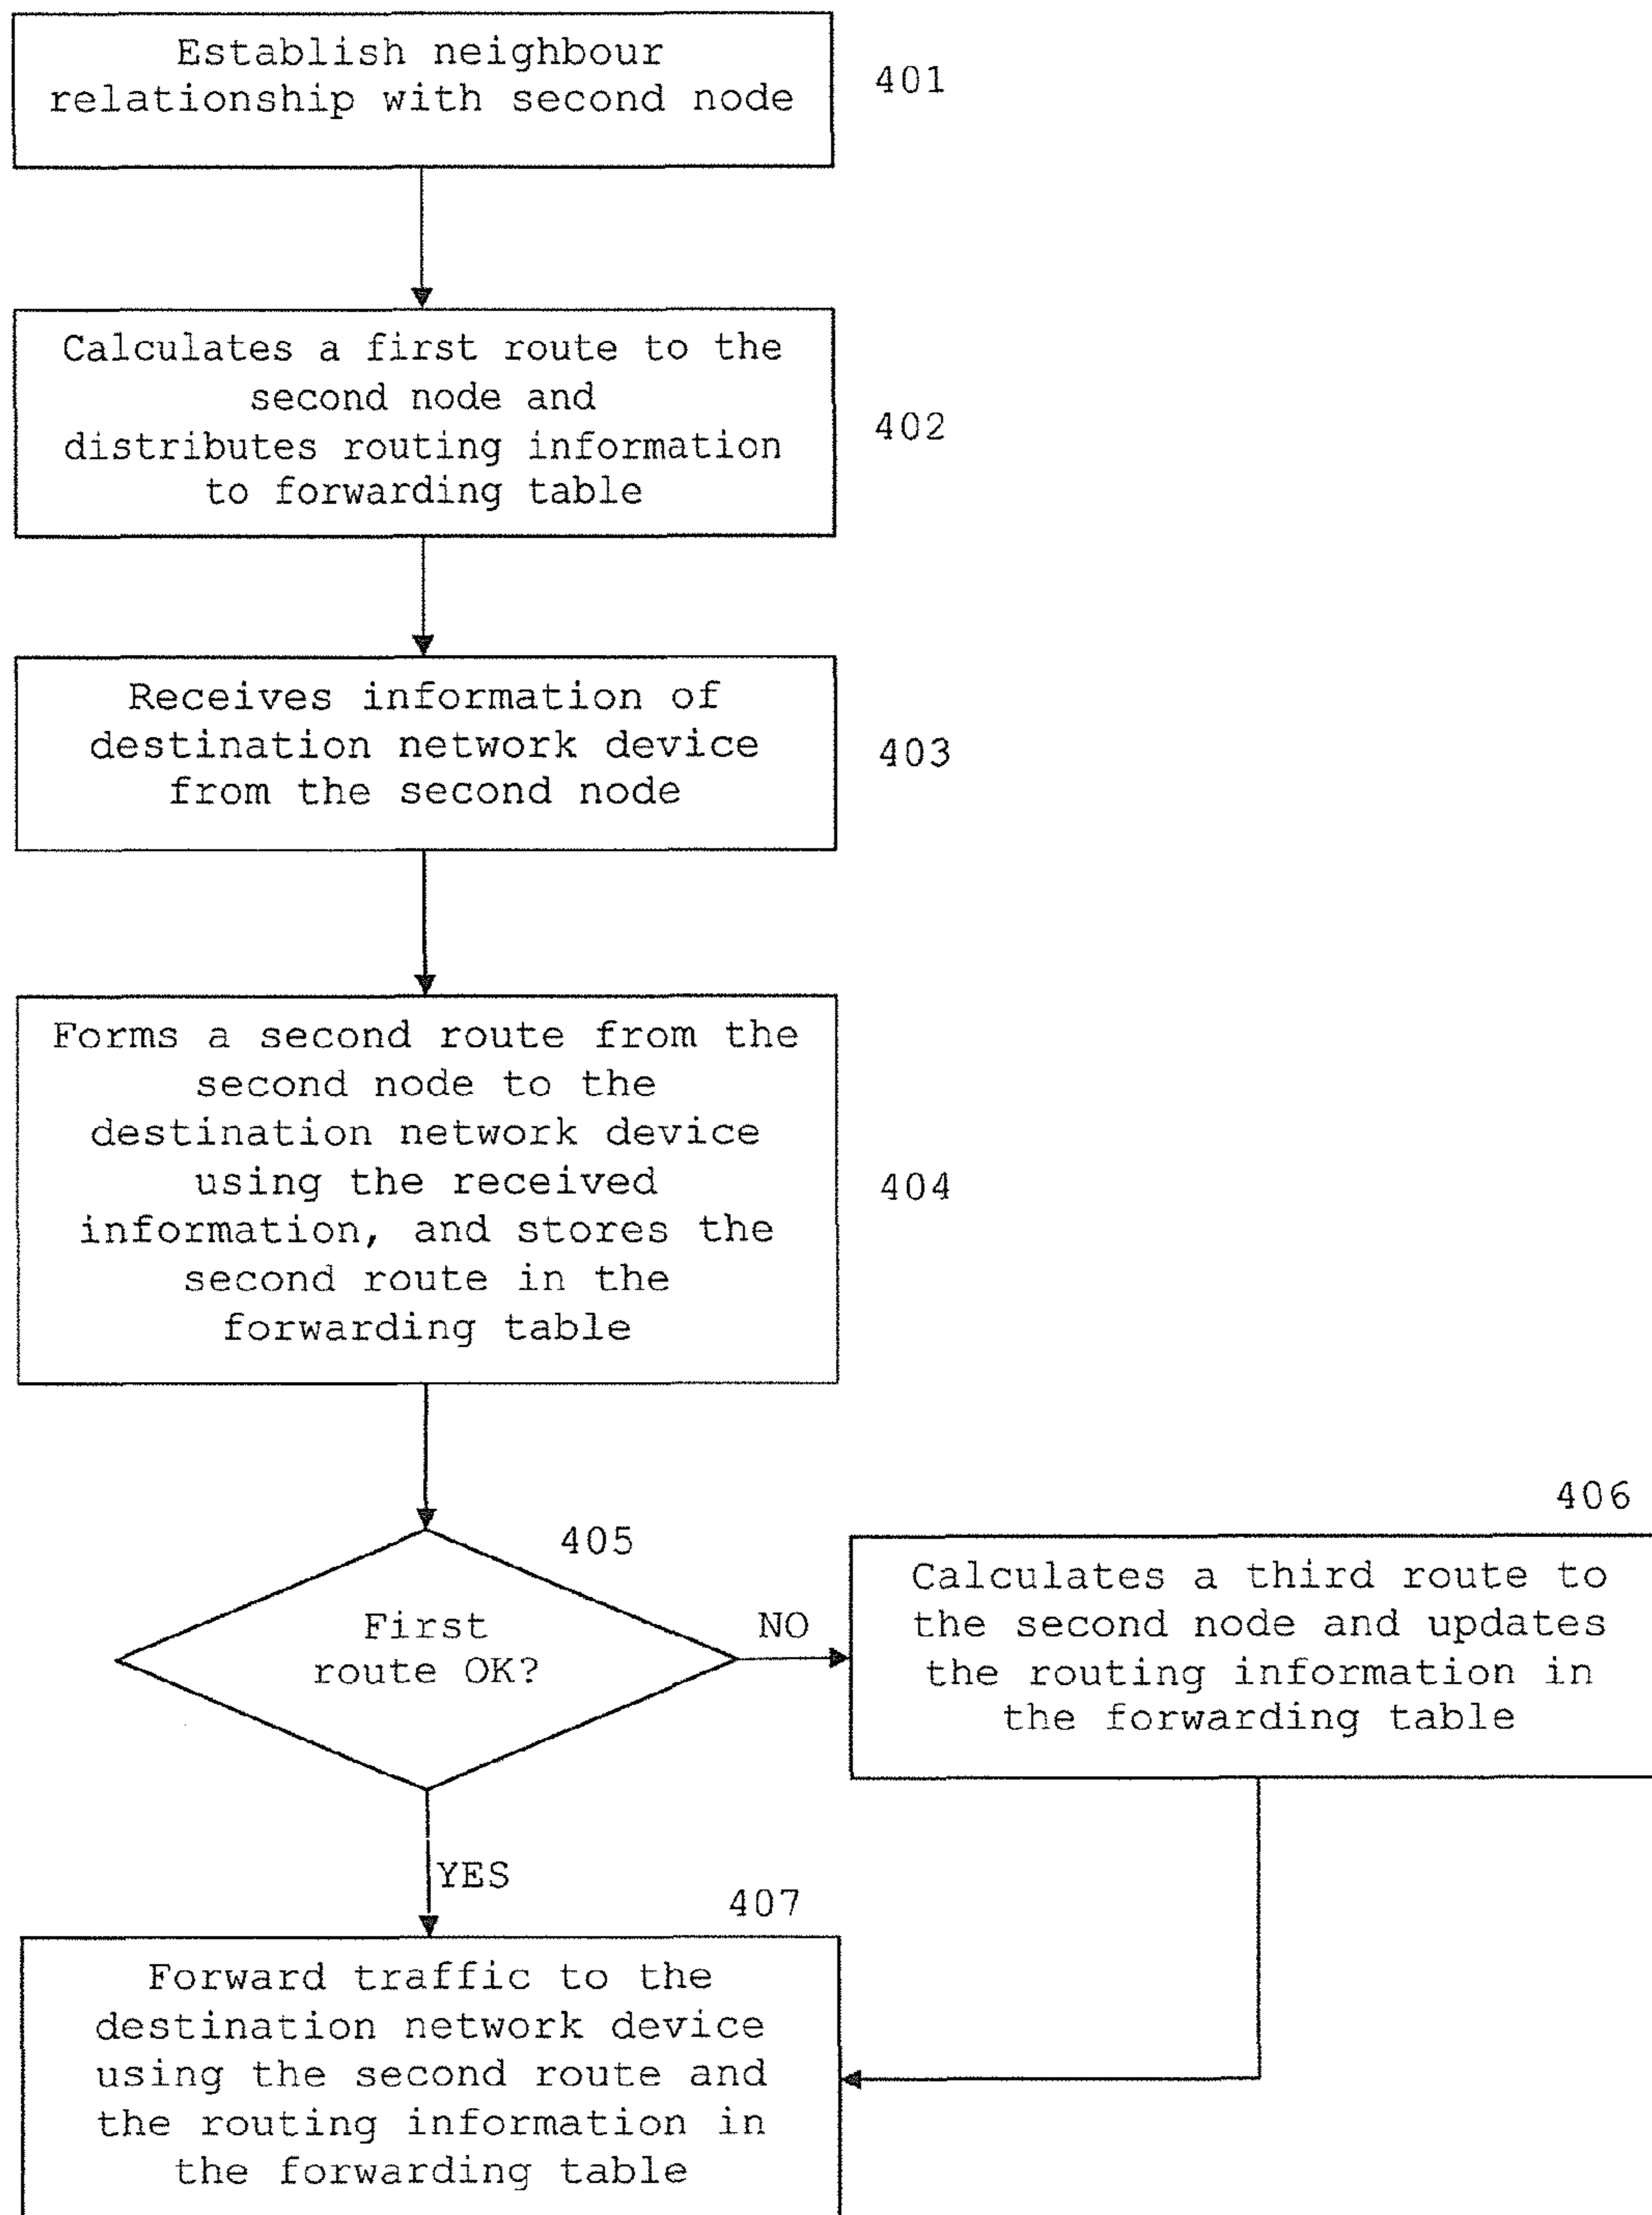 Establish neighbour
relationship with second node
401
Calculates a first route to the
second node and
distributes routing information
to forwarding table
402
Receives information of
destination network device
from the second node
403
Forms a second route from the
second node to the
destination network device
using the received
information, and stores the
second route in the
forwarding table
404
405
First
route OK?
NO
406
Calculates a third route to
the second node and updates
the routing information in
the forwarding table
YES
407
Forward traffic to the
destination network device
using the second route and
the routing information in
the forwarding table